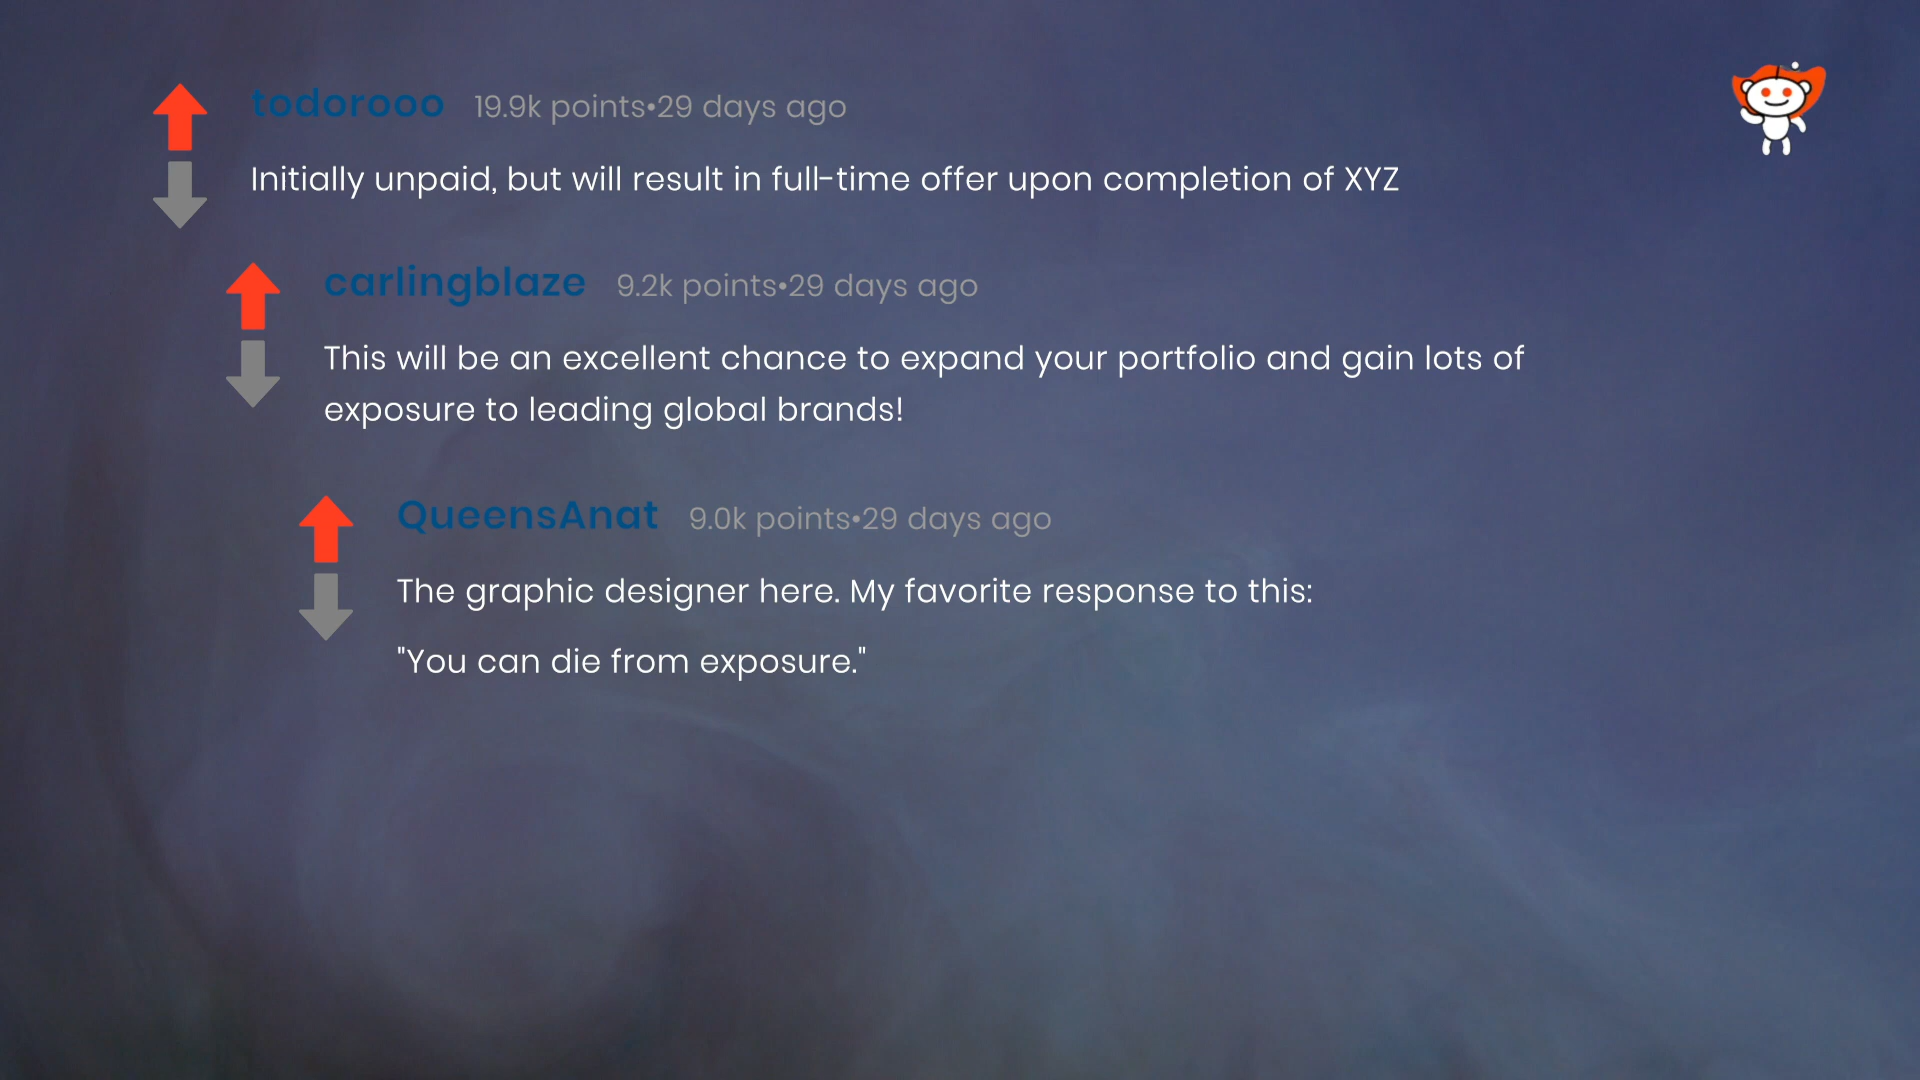 todorooo 19.9k points•29 days ago
Initially unpaid, but will result in full-time offer upon completion of XYZ
carlingblaze 9.2k points•29 days ago
This will be an excellent chance to expand your portfolio and gain lots of
exposure to leading global brands!
QueensAnat 9.0k points•29 days ago
The graphic designer here. My favorite response to this:
"You can die from exposure."